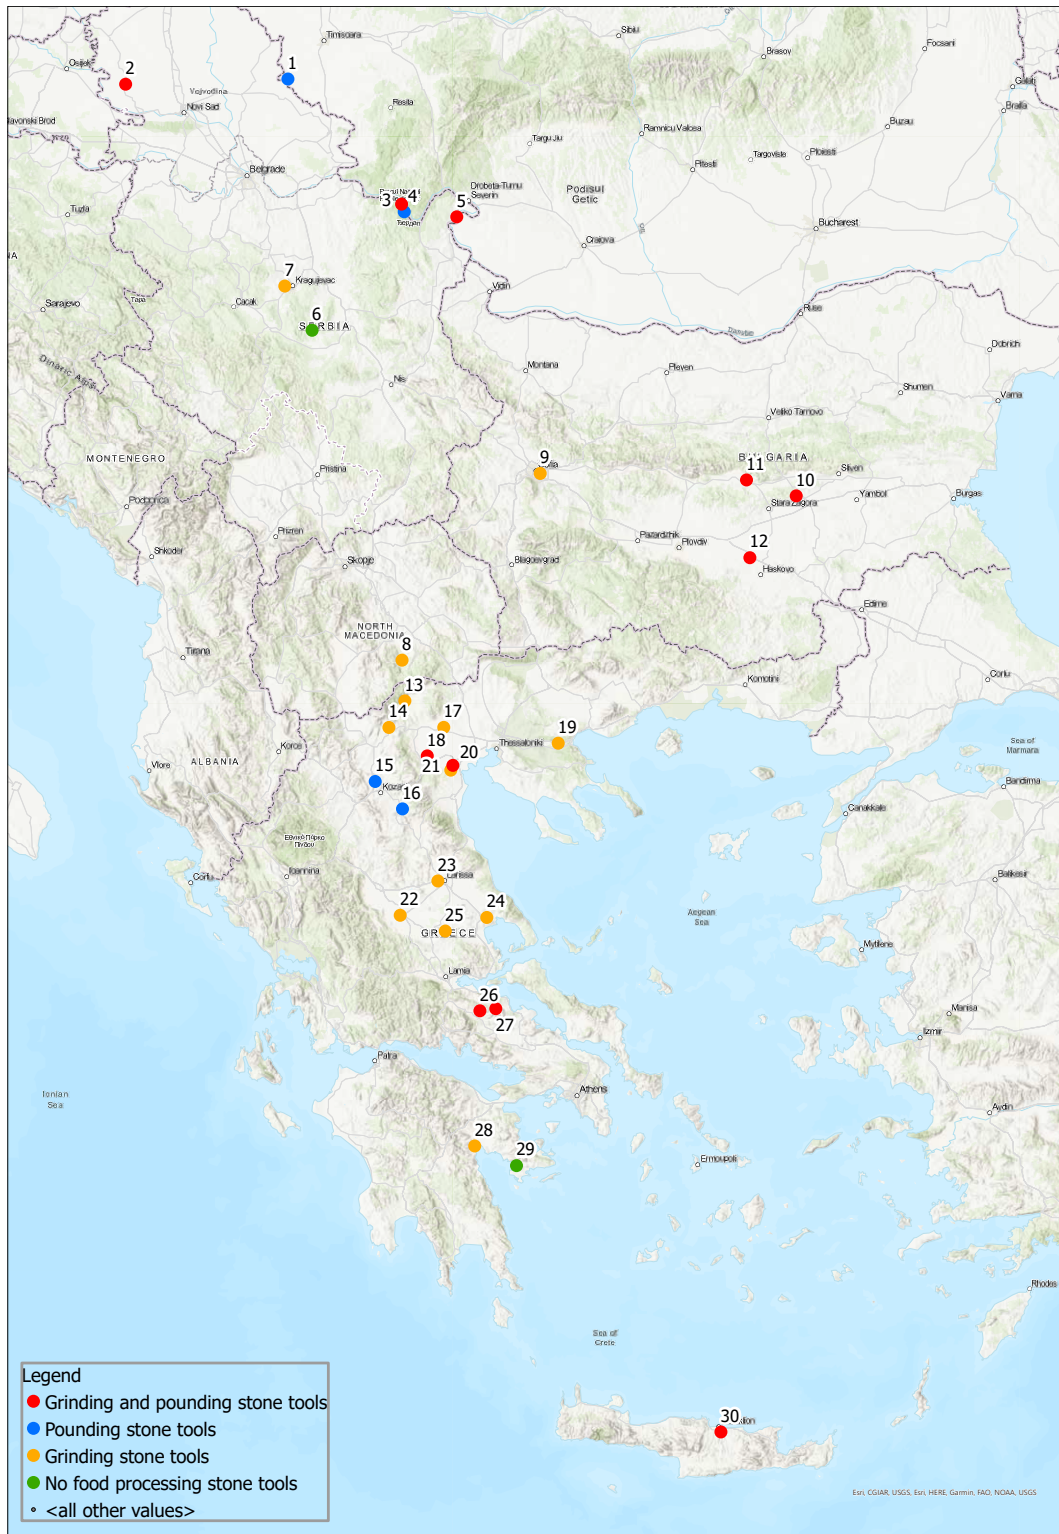 Timisoara
Sibiu
Brasov
Focsani
Osijek
2
1
Vojvodina
Novi Sad
Resita
Galati
Braila
Buzau
Ramnicu Valcea
Targu Jiu
Pitesti
Targoviste
Ploiesti
Belgrade
Drobeta-Turnu
Severin
Podisul
Getic
3
4
5
Tuzla
Bucharest
Craiova
7
Kragujevac
Vidin
Cacak
Sarajevo
6
SERBIA
Ruse
Danube
Dinaric Alps
Nis
Montana
Pleven
Dobrich
Shumen
Varna
Veliko Tarnovo
MONTENEGRO
Pristina
9
BULGARIA
11
Sliven
10
Stara Zagora
Yambol
Burgas
Podgorica
Prizren
Shkoder
Skopje
Pazardzhik
Plovdiv
12
Blagoevgrad
Haskovo
Edirne
NORTH
MACEDONIA
8
Tirana
Komotini
Corlu
13
14
17
19
18
20
Thessaloniki
Sea of
Marmara
Korce
ALBANIA
21
Vlore
15
16
Bandirma
Canakkale
Εθνικό Πάρκο
Πίνδου
Ioannina
Corfu
23
Larissa
Balikesir
22
24
25
GREECE
Aegean
Sea
Mytilene
Lamia
26
27
Manisa
Izmir
Patra
Ionian
Sea
Athens
Aydin
28
29
Ermoupoli
Rhodes
Sea of
Crete
30
Legend
Grinding and pounding stone tools
Pounding stone tools
Grinding stone tools
No food processing stone tools
<all other values>
Esri, CGIAR, USGS, Esri, HERE, Garmin, FAO, NOAA, USGS